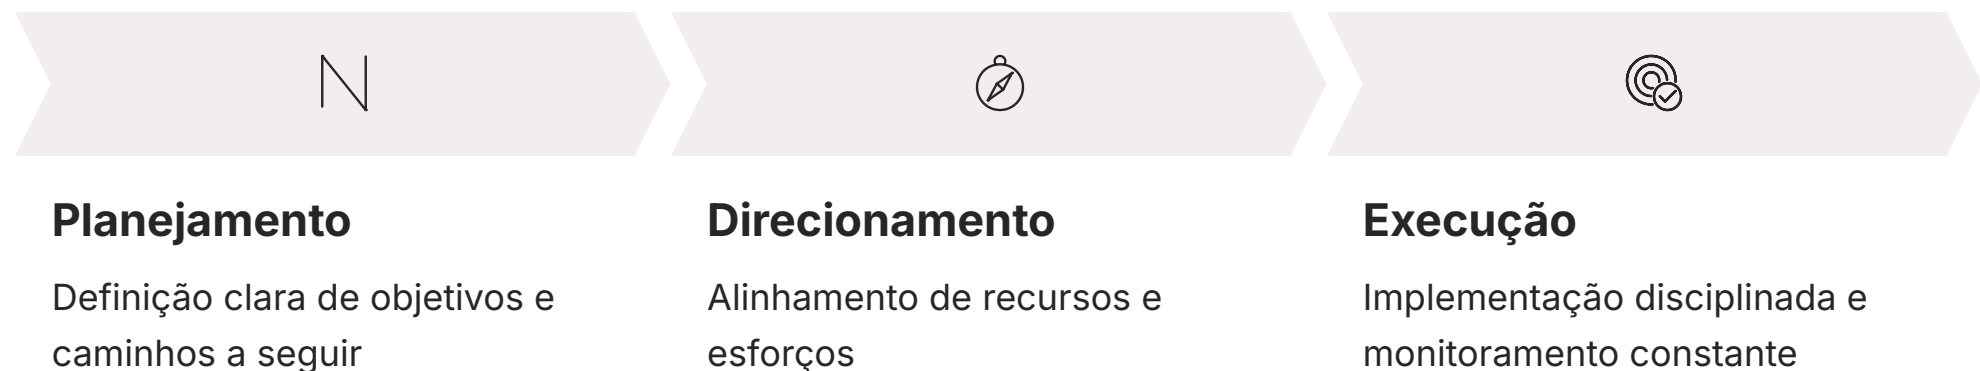 N
Planejamento
Definição clara de objetivos e
caminhos a seguir
Direcionamento
Alinhamento de recursos e
esforços
Execução
Implementação disciplinada e
monitoramento constante